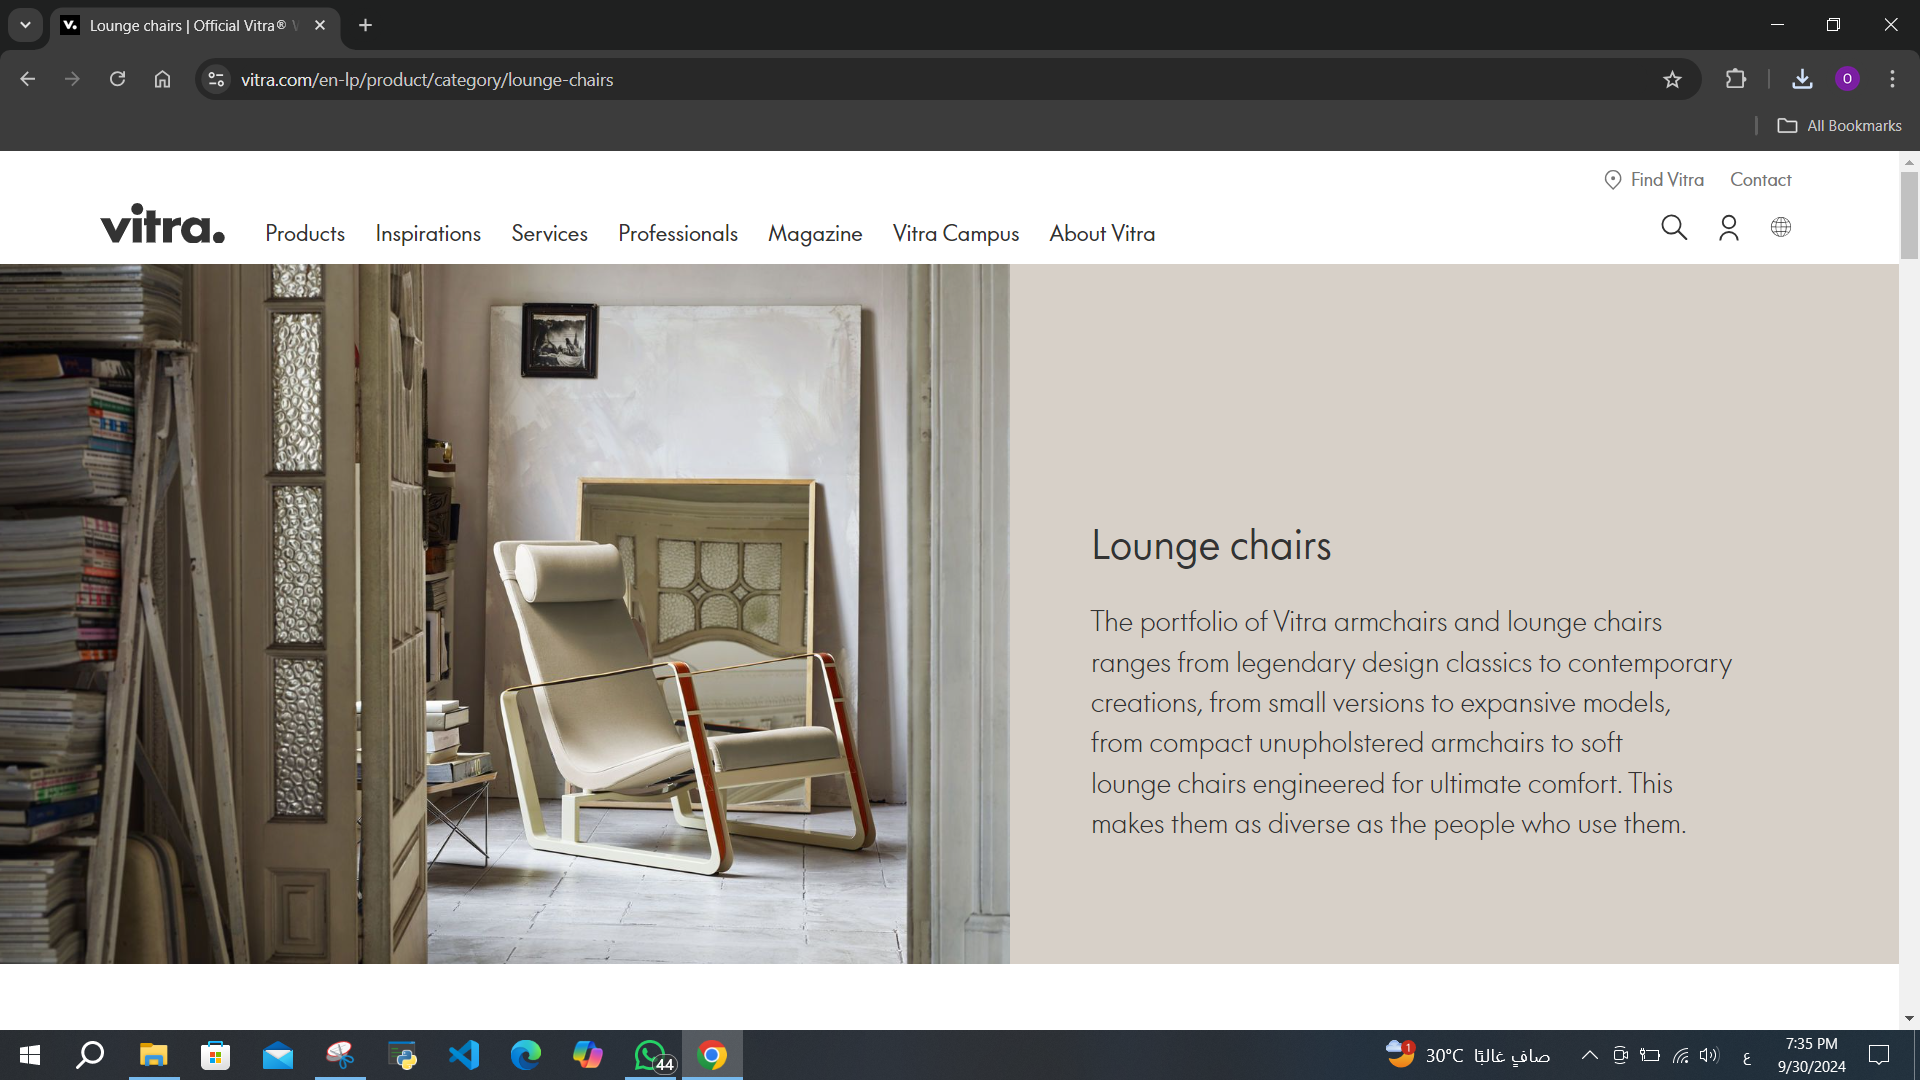 Lounge chairs | Official Vitra®
vitra.com/en-lp/product/category/lounge-chairs
O
All Bookmarks
Find Vitra Contact
vitra.
Products Inspirations Services Professionals Magazine Vitra Campus About Vitra
Lounge chairs
The portfolio of Vitra armchairs and lounge chairs
ranges from legendary design classics to contemporary
creations, from small versions to expansive models,
from compact unupholstered armchairs to soft
lounge chairs engineered for ultimate comfort. This
makes them as diverse as the people who use them.
44
1
30°C صافٍ غالبًا
ع
7:35 PM
9/30/2024